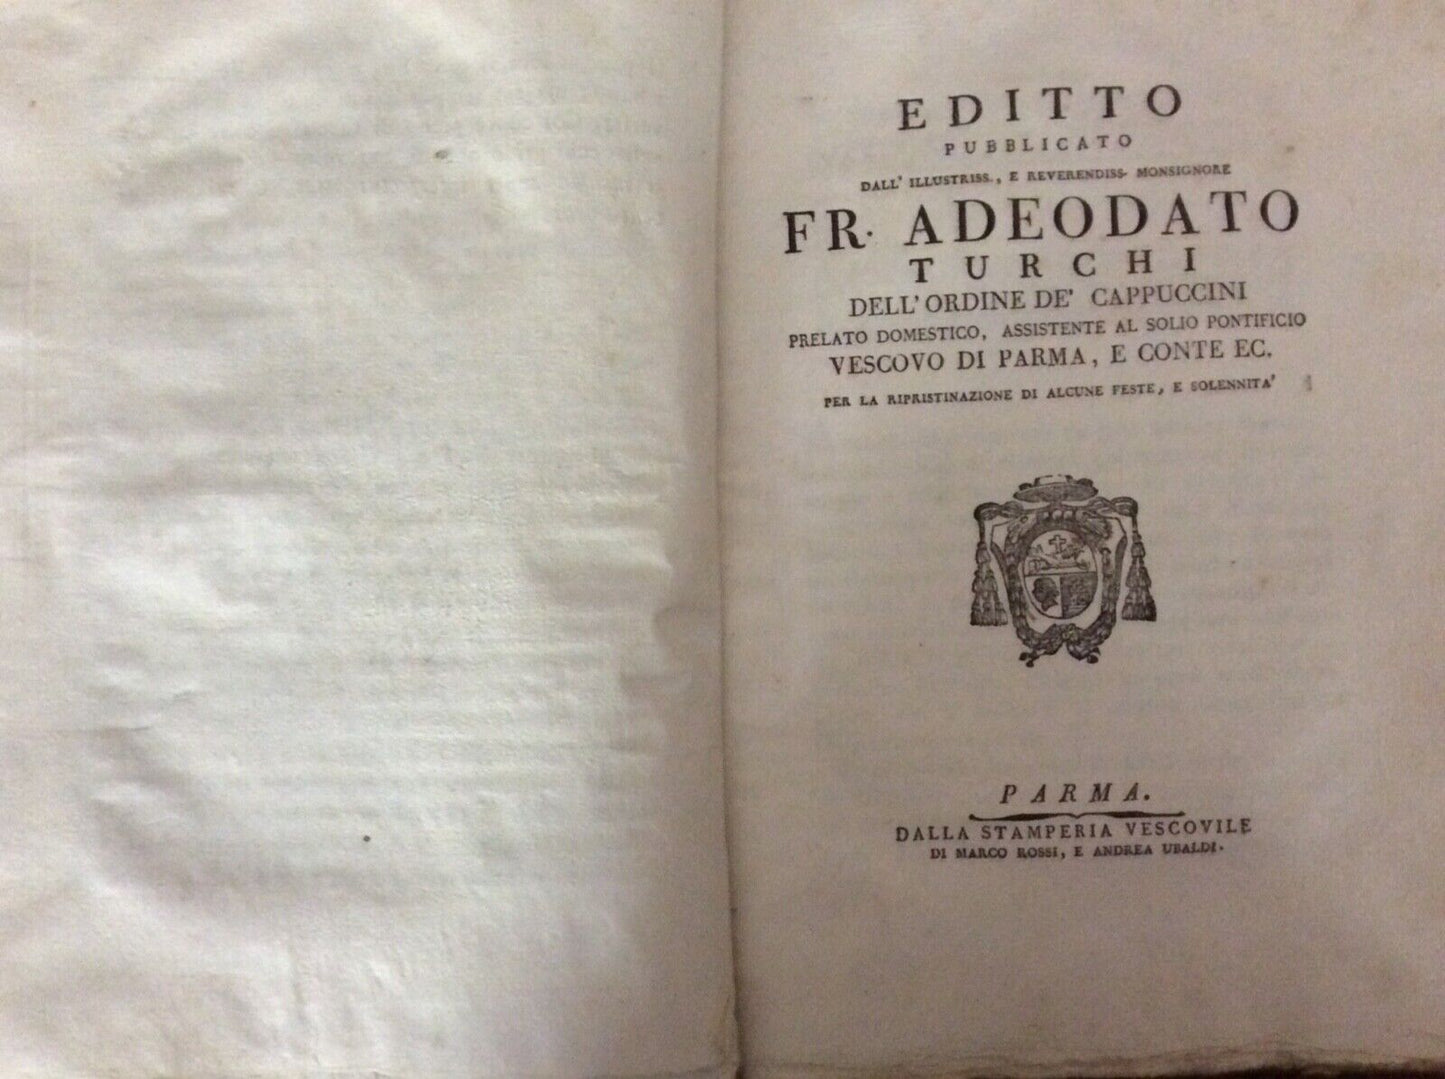 EDITTO
PUBBLICATO
DALL' ILLUSTRISS., E REVERENDISS. MONSIGNORE
FR. ADEODATO
TURCHI
DELL'ORDINE DE' CAPPUCCINI
PRELATO DOMESTICO, ASSISTENTE AL SOLIO PONTIFICIO
VESCOVO DI PARMA, E CONTE EC.
PER LA RIPRISTINAZIONE DI ALCUNE FESTE, E SOLENNITA'
PARMA.
DALLA STAMPERIA VESCOVILE
DI MARCO ROSSI, E ANDREA UBALDI.